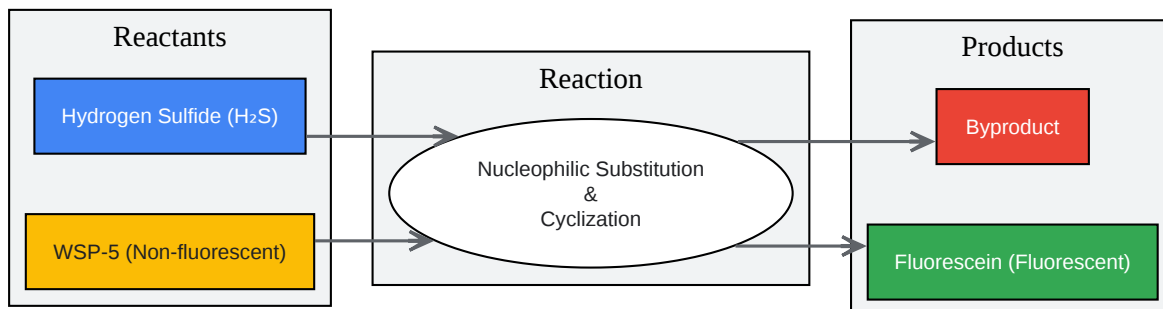 Reactants
Hydrogen Sulfide (H₂S)
WSP-5 (Non-fluorescent)
Reaction
Nucleophilic Substitution
&
Cyclization
Products
Byproduct
Fluorescein (Fluorescent)